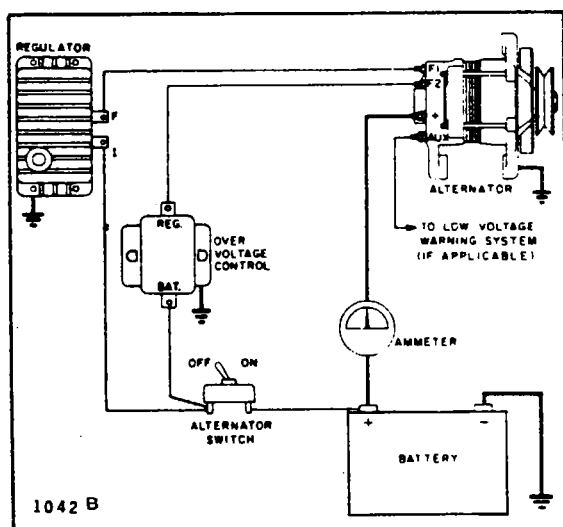 REGULATOR
F
I
F1
F2
+
AUX
ALTERNATOR
TO LOW VOLTAGE
WARNING SYSTEM
(IF APPLICABLE)
REG.
OVER
VOLTAGE
CONTROL
BAT.
AMMETER
OFF ON
ALTERNATOR
SWITCH
+ -
BATTERY
1042 B